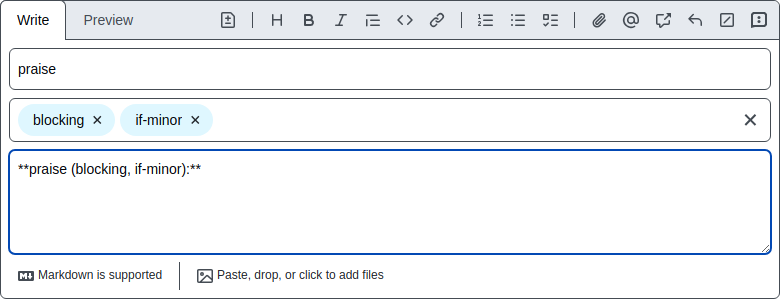 Write Preview
praise
blocking if-minor
**praise (blocking, if-minor):**
Markdown is supported Paste, drop, or click to add files